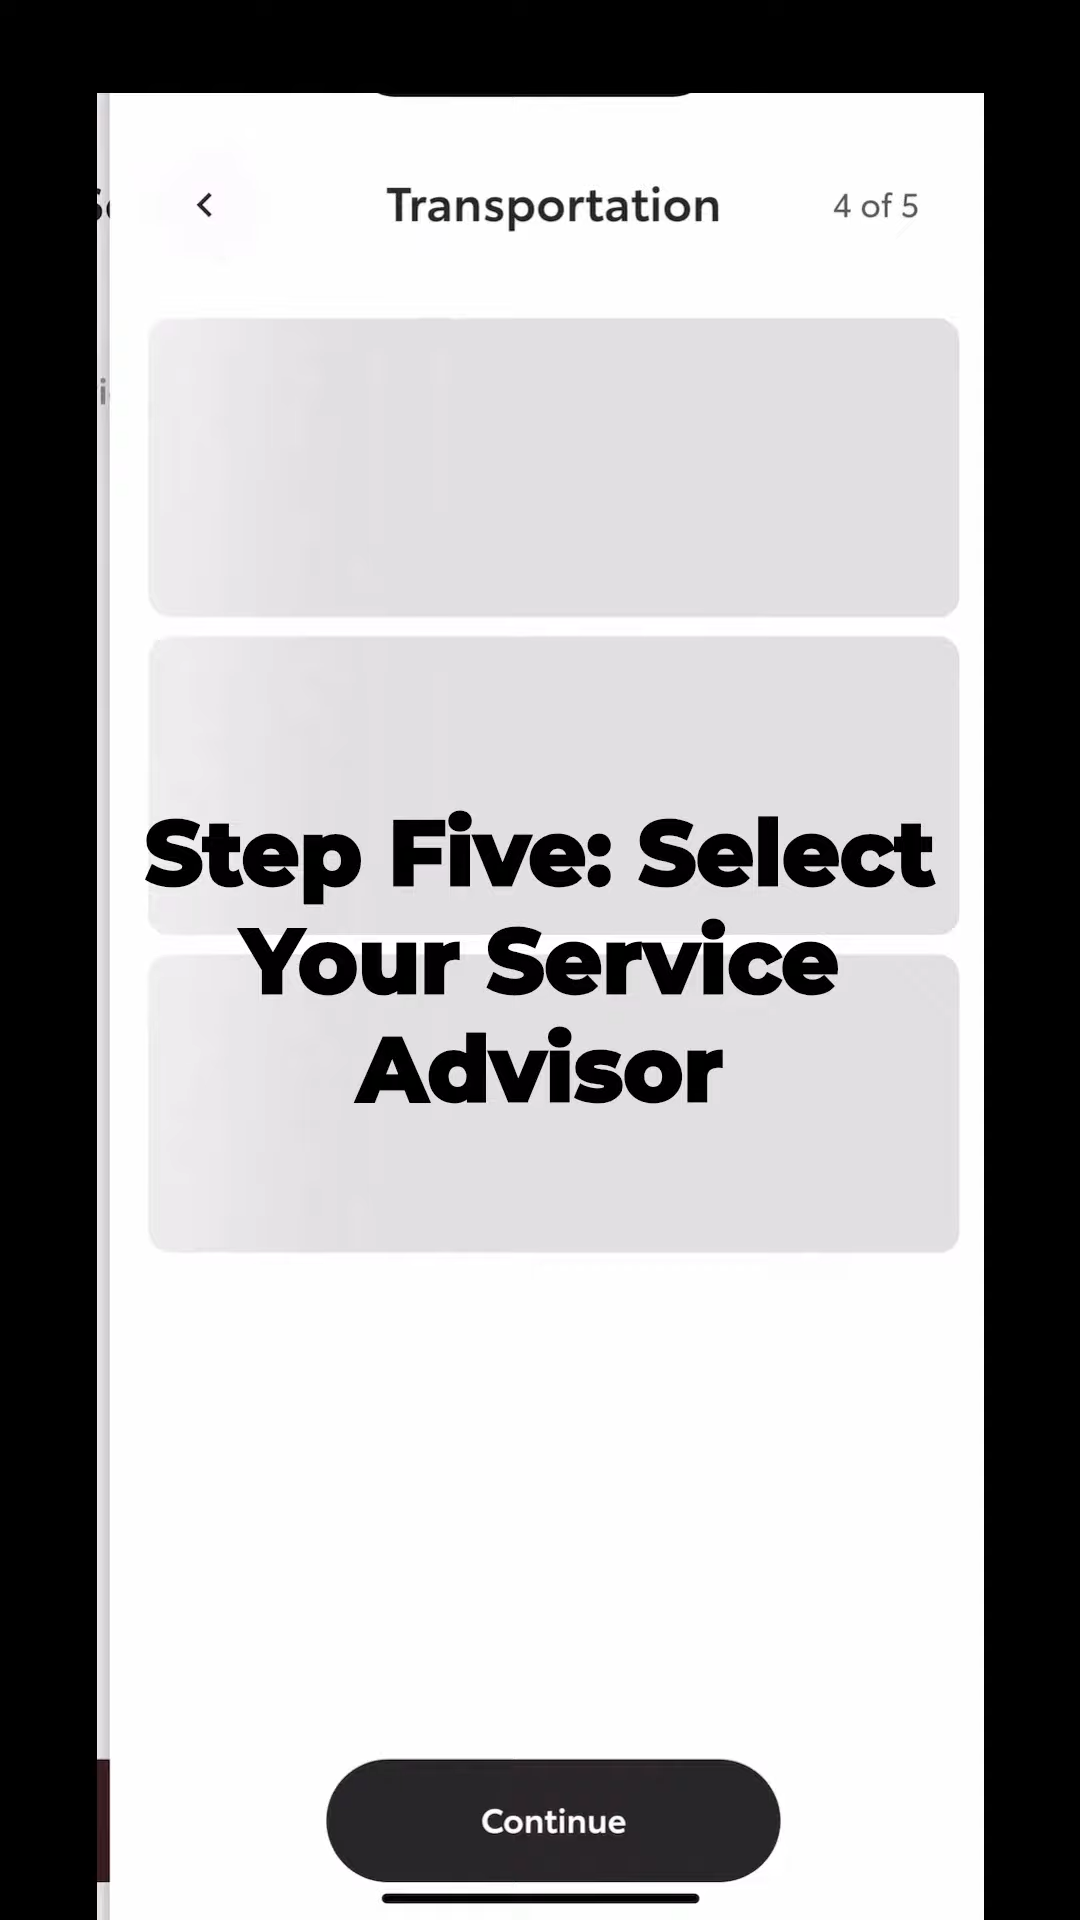 Transportation
4 of 5
Step Five: Select
Your Service
Advisor
Continue